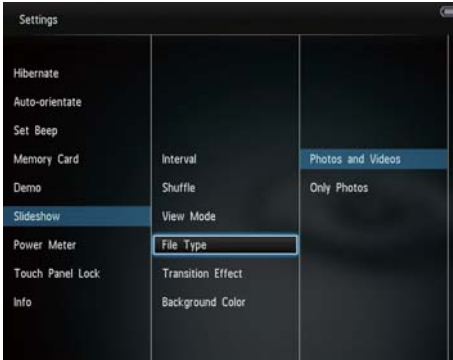 Settings
Hibernate
Auto-orientate
Set Beep
Memory Card
Demo
Slideshow
Power Meter
Touch Panel Lock
Info
Interval
Shuffle
View Mode
File Type
Transition Effect
Background Color
Photos and Videos
Only Photos